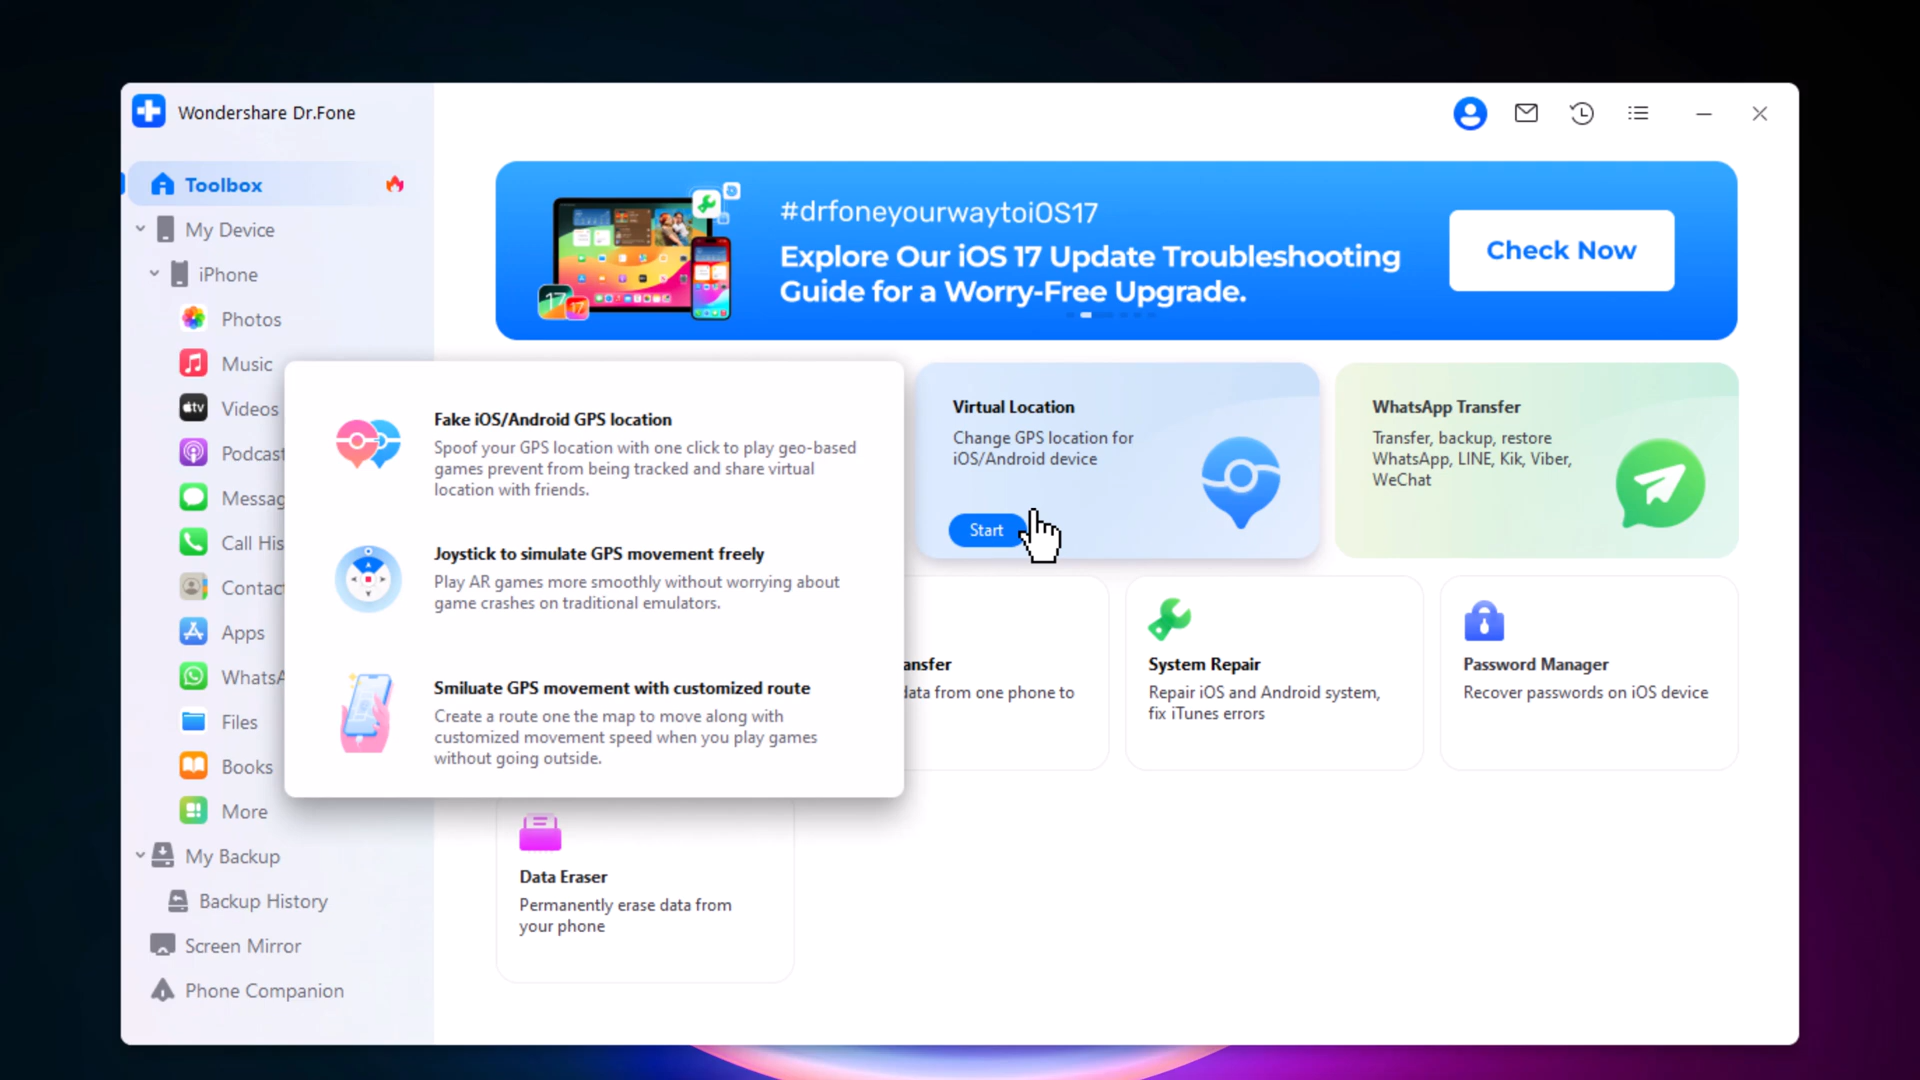 Wondershare Dr.Fone
Toolbox
My Device
iPhone
Photos
Music
Videos
Podcast
Messag
Call His
Contac
Apps
WhatsA
Files
Books
More
My Backup
Backup History
Screen Mirror
Phone Companion
#drfoneyourwaytoiOS17
Explore Our iOS 17 Update Troubleshooting
Guide for a Worry-Free Upgrade.
Check Now
17
17
tv
Fake iOS/Android GPS location
Spoof your GPS location with one click to play geo-based
games prevent from being tracked and share virtual
location with friends.
Joystick to simulate GPS movement freely
Play AR games more smoothly without worrying about
game crashes on traditional emulators.
Smiluate GPS movement with customized route
Create a route one the map to move along with
customized movement speed when you play games
without going outside.
Virtual Location
Change GPS location for
iOS/Android device
Start
WhatsApp Transfer
Transfer, backup, restore
WhatsApp, LINE, Kik, Viber,
WeChat
ansfer
data from one phone to
System Repair
Repair iOS and Android system,
fix iTunes errors
Password Manager
Recover passwords on iOS device
Data Eraser
Permanently erase data from
your phone